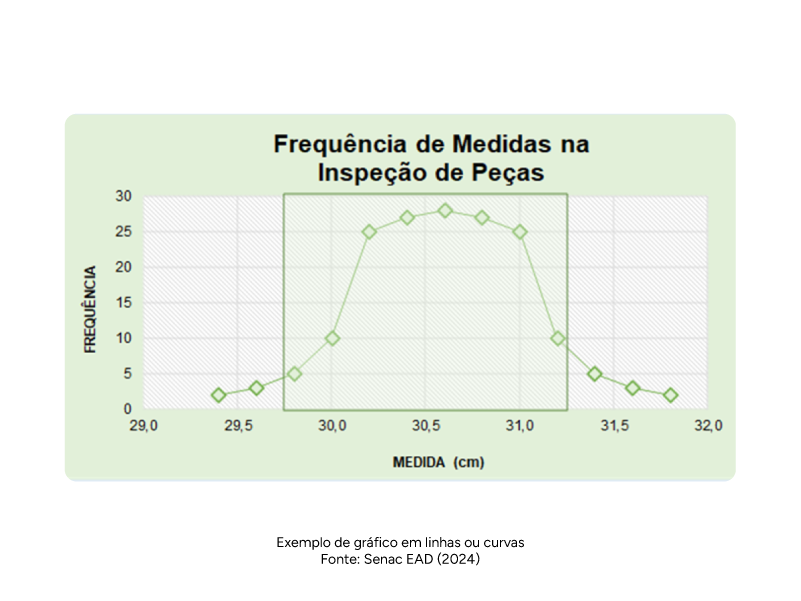 Frequência de Medidas na
Inspeção de Peças
30
25
20
15
10
5
0
FREQUÊNCIA
29,0 29,5 30,0 30,5 31,0 31,5 32,0
MEDIDA (cm)
Exemplo de gráfico em linhas ou curvas
Fonte: Senac EAD (2024)